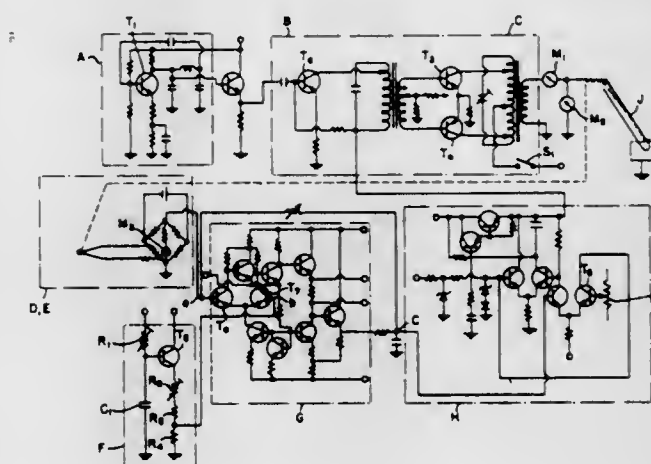 A
T₁
B
C
T₂
T₃
T₄
M₁
M₂
J
S₁
D, E
M₃
R₁
T₅
C₁
R₂
R₃
R₄
F
a
T₆
T₇
b
G
C
T₈
H